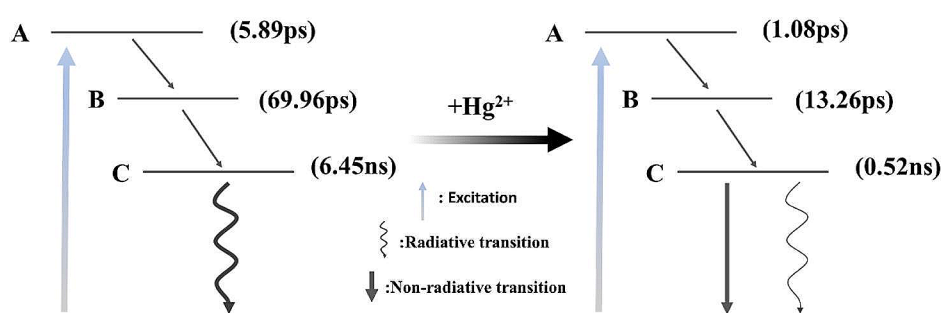 A (5.89ps)
B (69.96ps)
C (6.45ns)
+Hg²⁺
: Excitation
:Radiative transition
:Non-radiative transition
A (1.08ps)
B (13.26ps)
C (0.52ns)